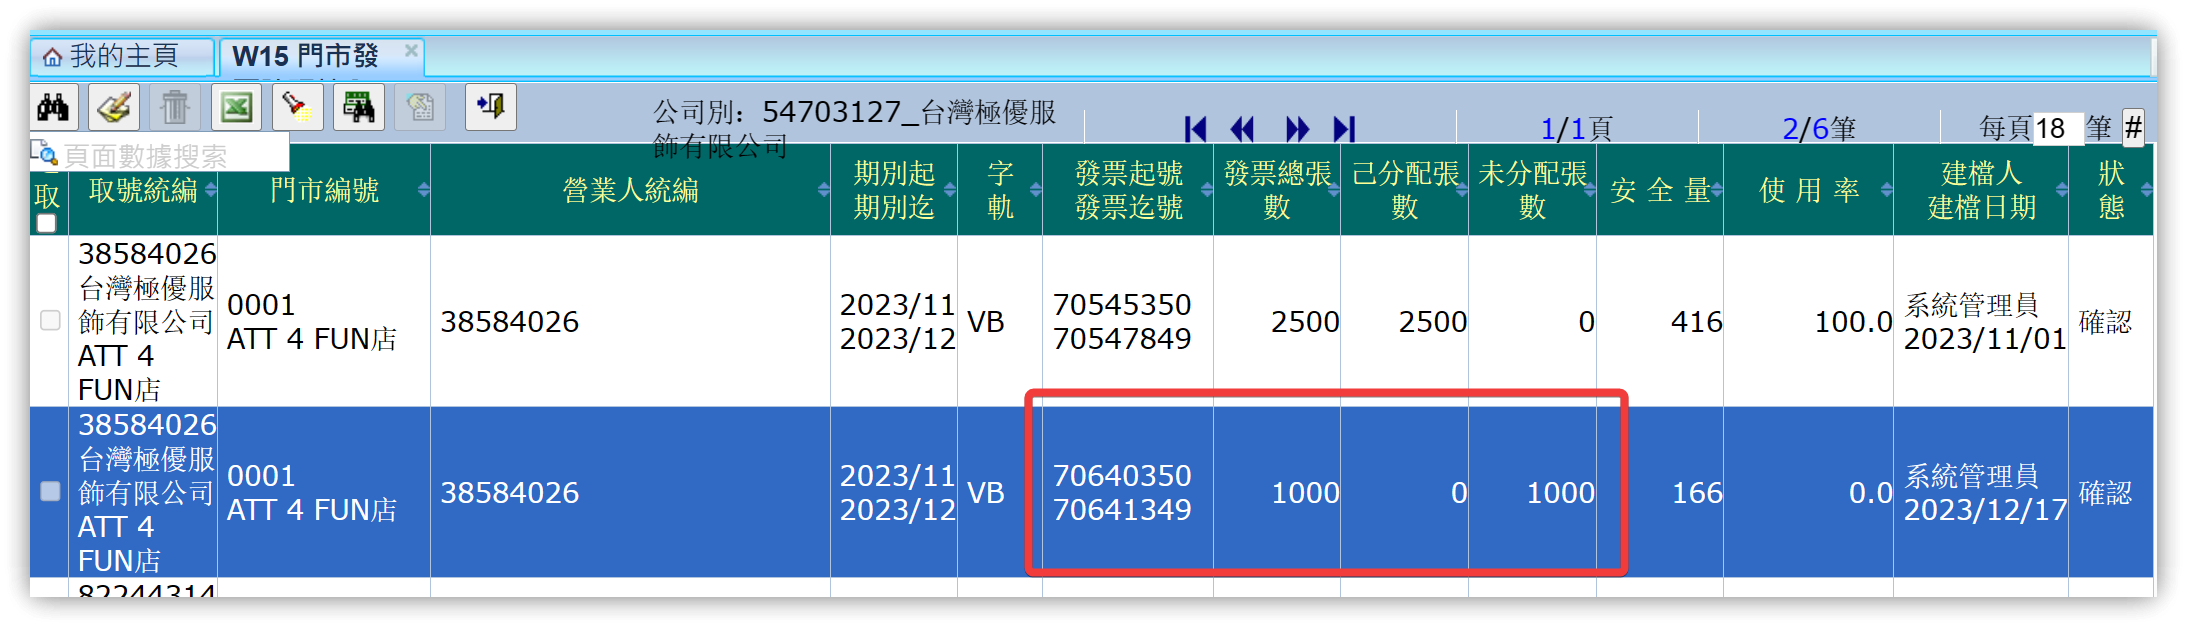 我的主頁
W15 門市發
公司別: 54703127_台灣極優服
飾有限公司
1/1頁
2/6筆
每頁18 筆 #
頁面數據搜索
取
取號統編
門市編號
營業人統編
期別起
期別迄
字
軌
發票起號
發票迄號
發票總張
數
己分配張
數
未分配張
數
安全量
使用率
建檔人
建檔日期
狀
態
38584026
台灣極優服
飾有限公司
ATT 4
FUN店
0001
ATT 4 FUN店
38584026
2023/11
2023/12
VB
70545350
70547849
2500
2500
0
416
100.0
系統管理員
2023/11/01
確認
38584026
台灣極優服
飾有限公司
ATT 4
FUN店
0001
ATT 4 FUN店
38584026
2023/11
2023/12
VB
70640350
70641349
1000
0
1000
166
0.0
系統管理員
2023/12/17
確認
82244314